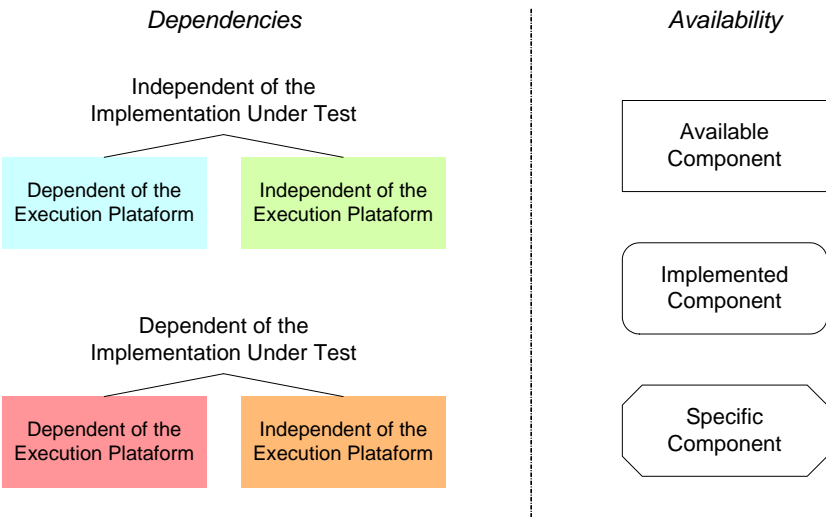 Dependencies
Independent of the
Implementation Under Test
Dependent of the
Execution Plataform
Independent of the
Execution Plataform
Dependent of the
Implementation Under Test
Dependent of the
Execution Plataform
Independent of the
Execution Plataform
Availability
Available
Component
Implemented
Component
Specific
Component